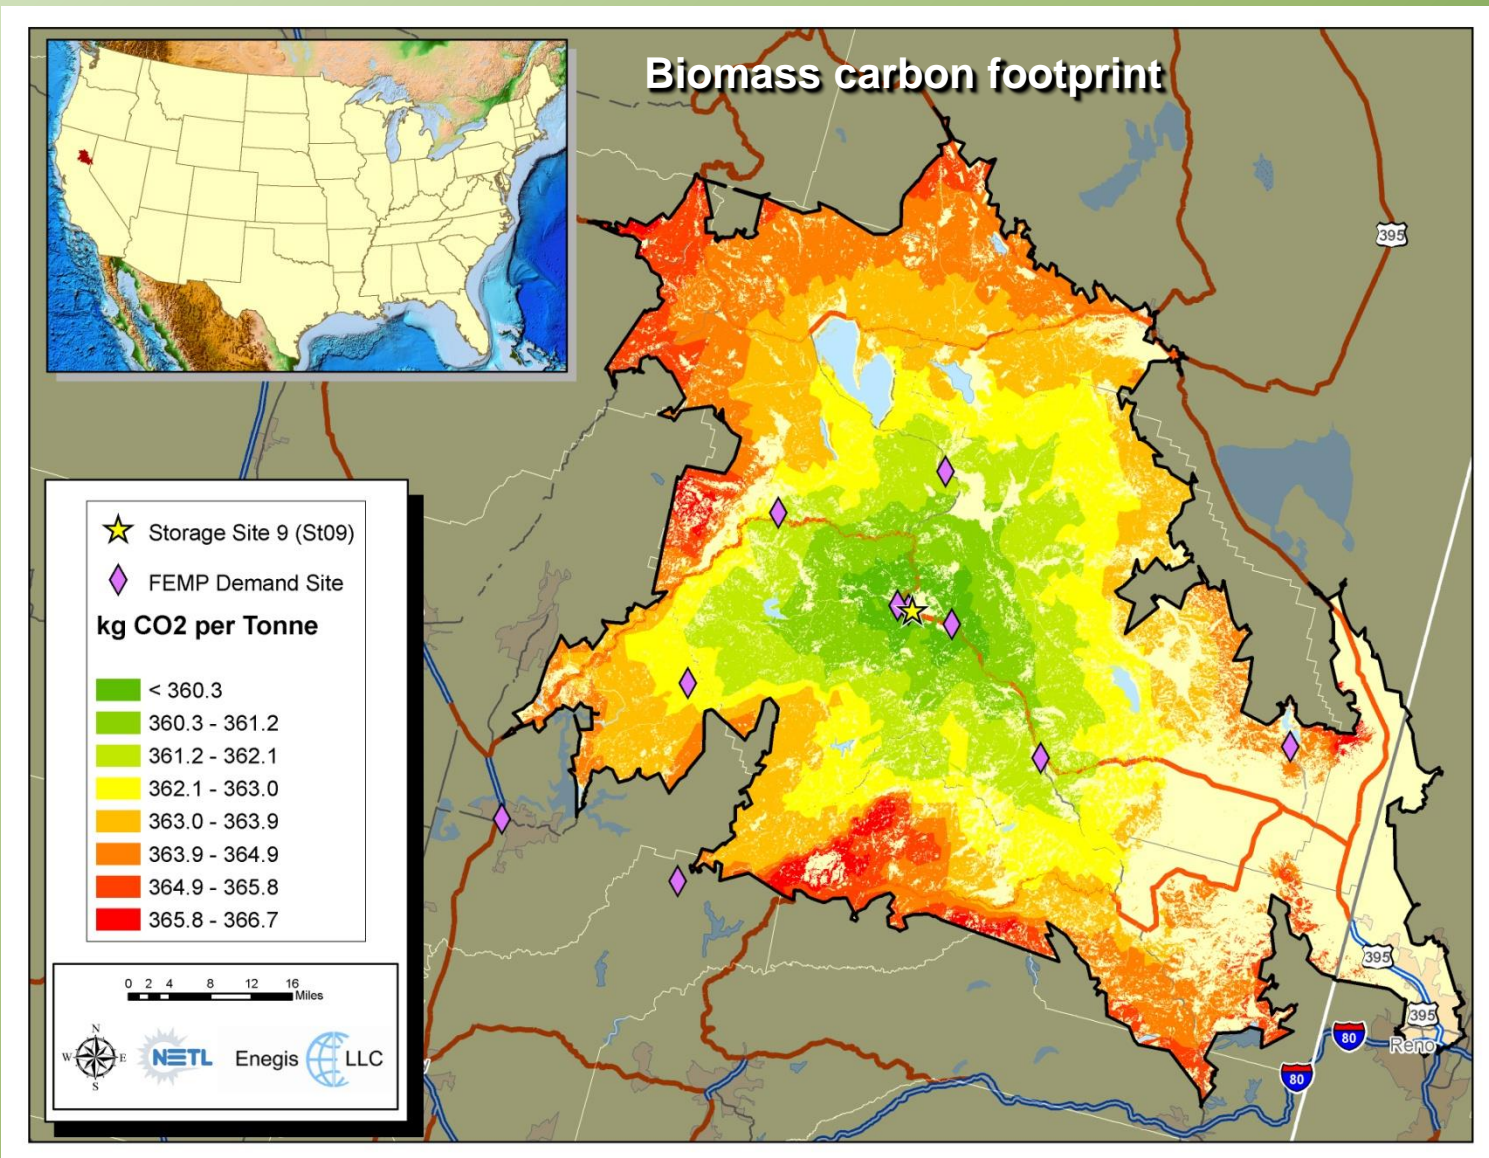 Biomass carbon footprint
395
Storage Site 9 (St09)
FEMP Demand Site
kg CO2 per Tonne
< 360.3
360.3 - 361.2
361.2 - 362.1
362.1 - 363.0
363.0 - 363.9
363.9 - 364.9
364.9 - 365.8
365.8 - 366.7
0 2 4 8 12 16
Miles
N
W E
S
NETL
Enegis LLC
395
395
Reno
80
80